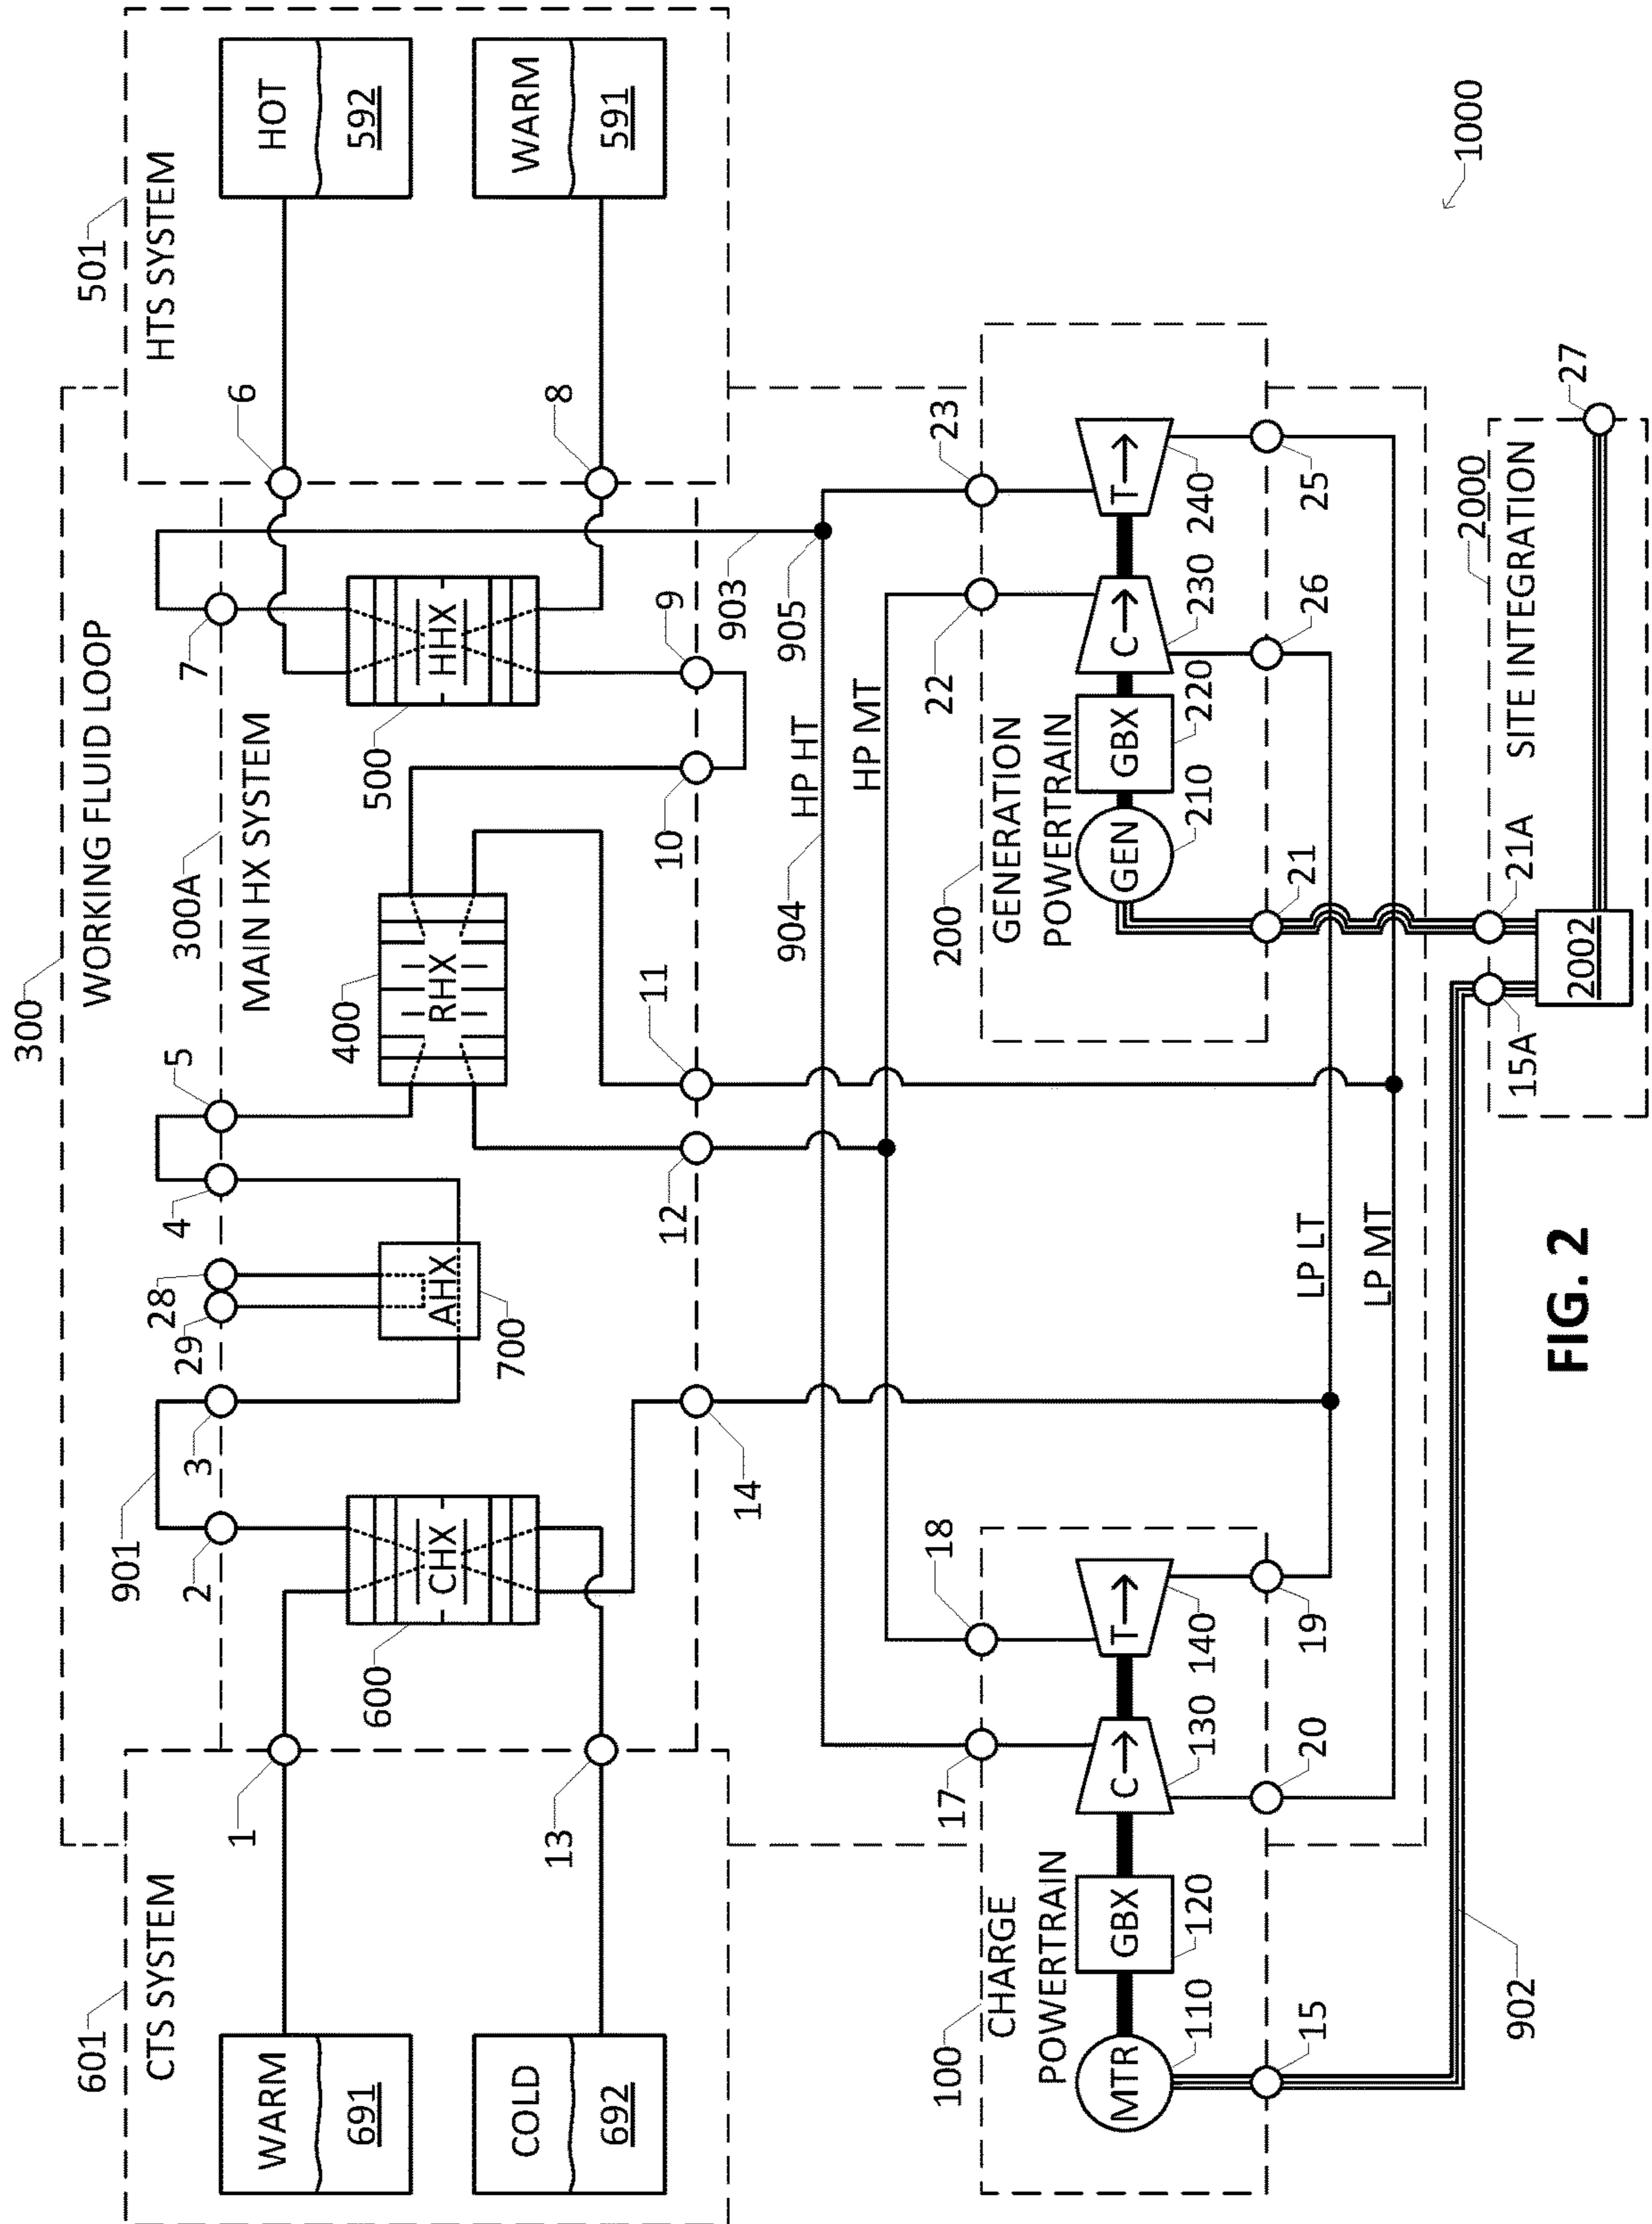 300
WORKING FLUID LOOP
601
CTS SYSTEM
WARM
691
COLD
692
1
13
901
2
3
29
28
4
5
300A
MAIN HX SYSTEM
CHX
600
AHX
700
RHX
400
HHX
500
7
6
8
501
HTS SYSTEM
HOT
592
WARM
591
14
12
11
10
9
903
905
904
HP HT
HP MT
100
CHARGE
POWERTRAIN
MTR
110
GBX
120
C
130
T
140
17
18
15
20
19
200
GENERATION
POWERTRAIN
GEN
210
GBX
220
C
230
T
240
22
23
21
26
25
LP LT
LP MT
902
15A
21A
2000
SITE INTEGRATION
2002
27
1000
FIG. 2